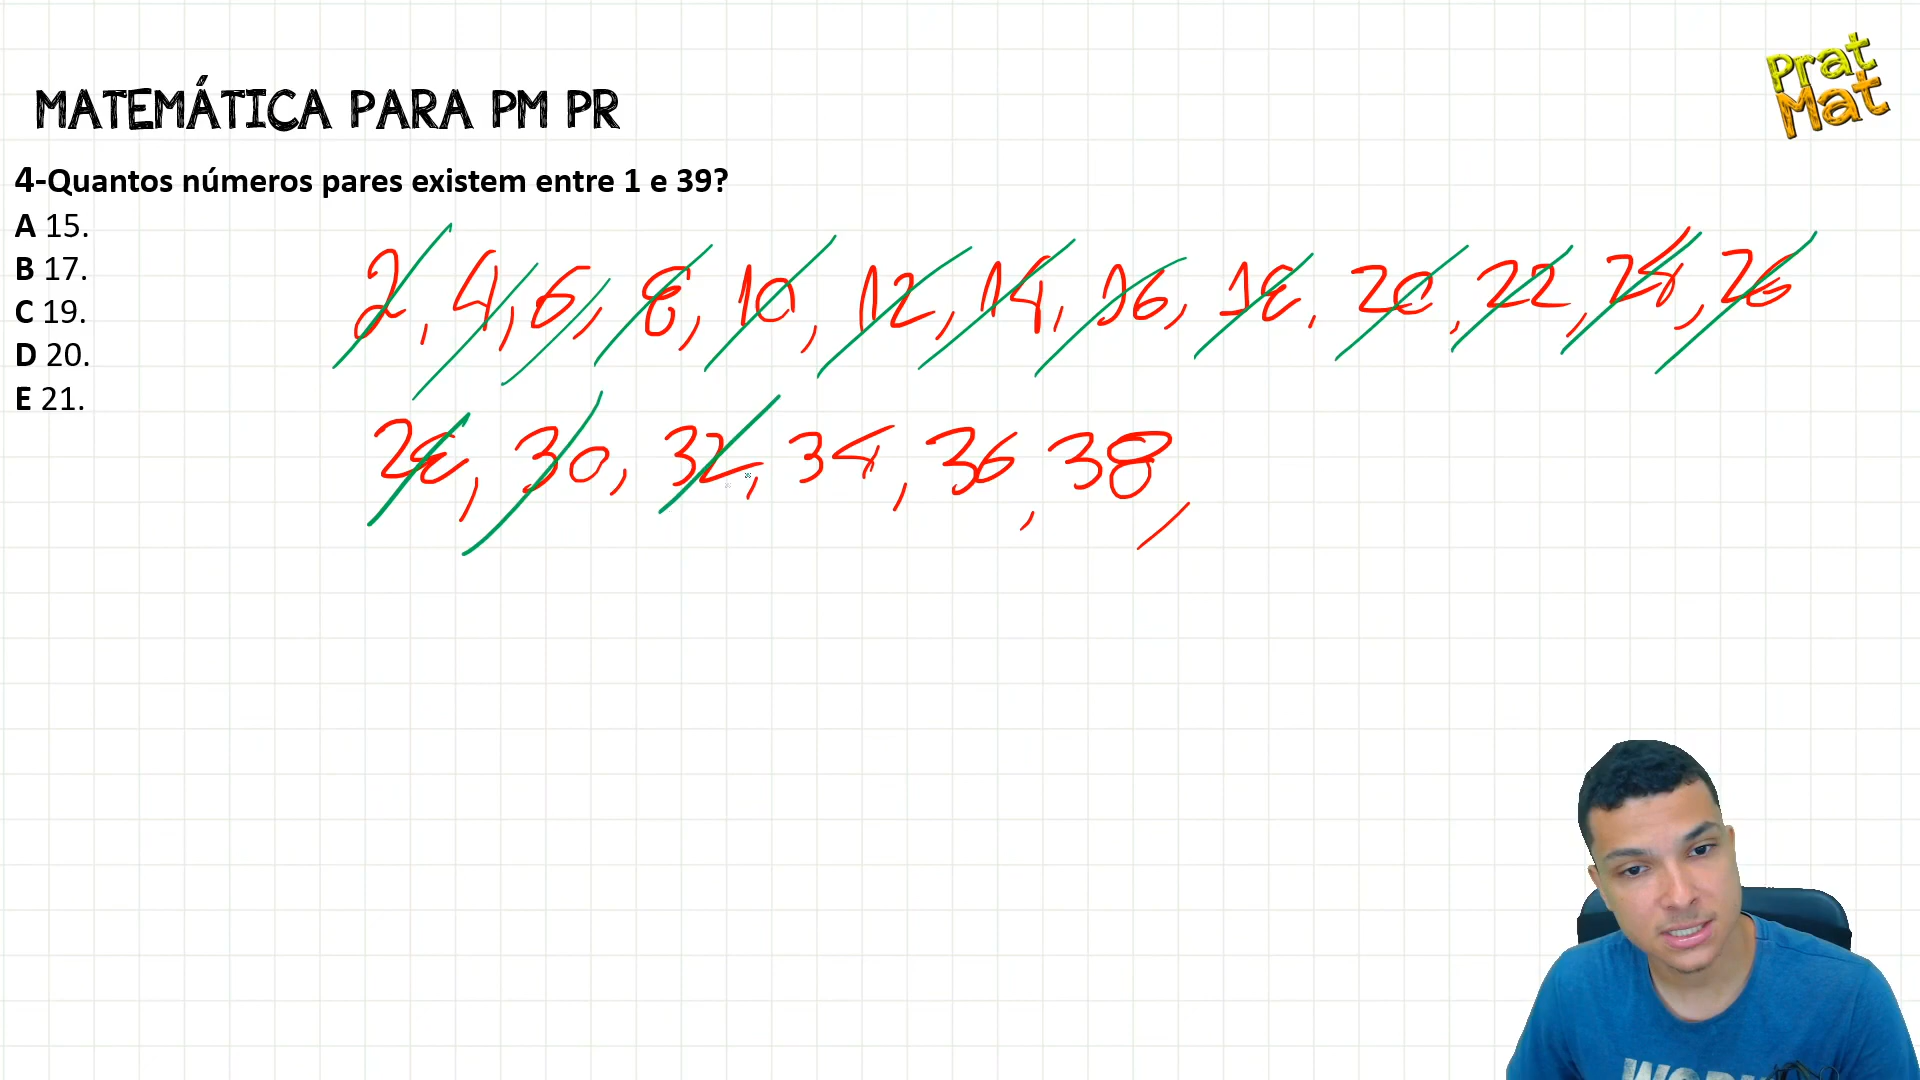 Prat
Mat
MATEMÁTICA PARA PM PR
4-Quantos números pares existem entre 1 e 39?
A 15.
B 17.
C 19.
D 20.
E 21.
2, 4, 6, 8, 10, 12, 14, 16, 18, 20, 22, 24, 26
28, 30, 32, 34, 36, 38,